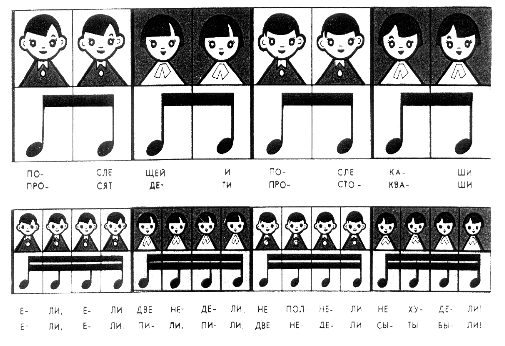 ПО- СЛЕ ЩЕЙ И ПО- СЛЕ КА- ШИ
ПРО- СЯТ ДЕ- ТИ ПРО- СТО- КВА- ШИ
Е- ЛИ, Е- ЛИ ДВЕ НЕ- ДЕ- ЛИ, НЕ ПОЛ НЕ- ЛИ НЕ ХУ- ДЕ- ЛИ!
Е- ЛИ, Е- ЛИ. ПИ- ЛИ, ПИ- ЛИ, ДВЕ НЕ- ДЕ- ЛИ СЫ- ТЫ БЫ- ЛИ!